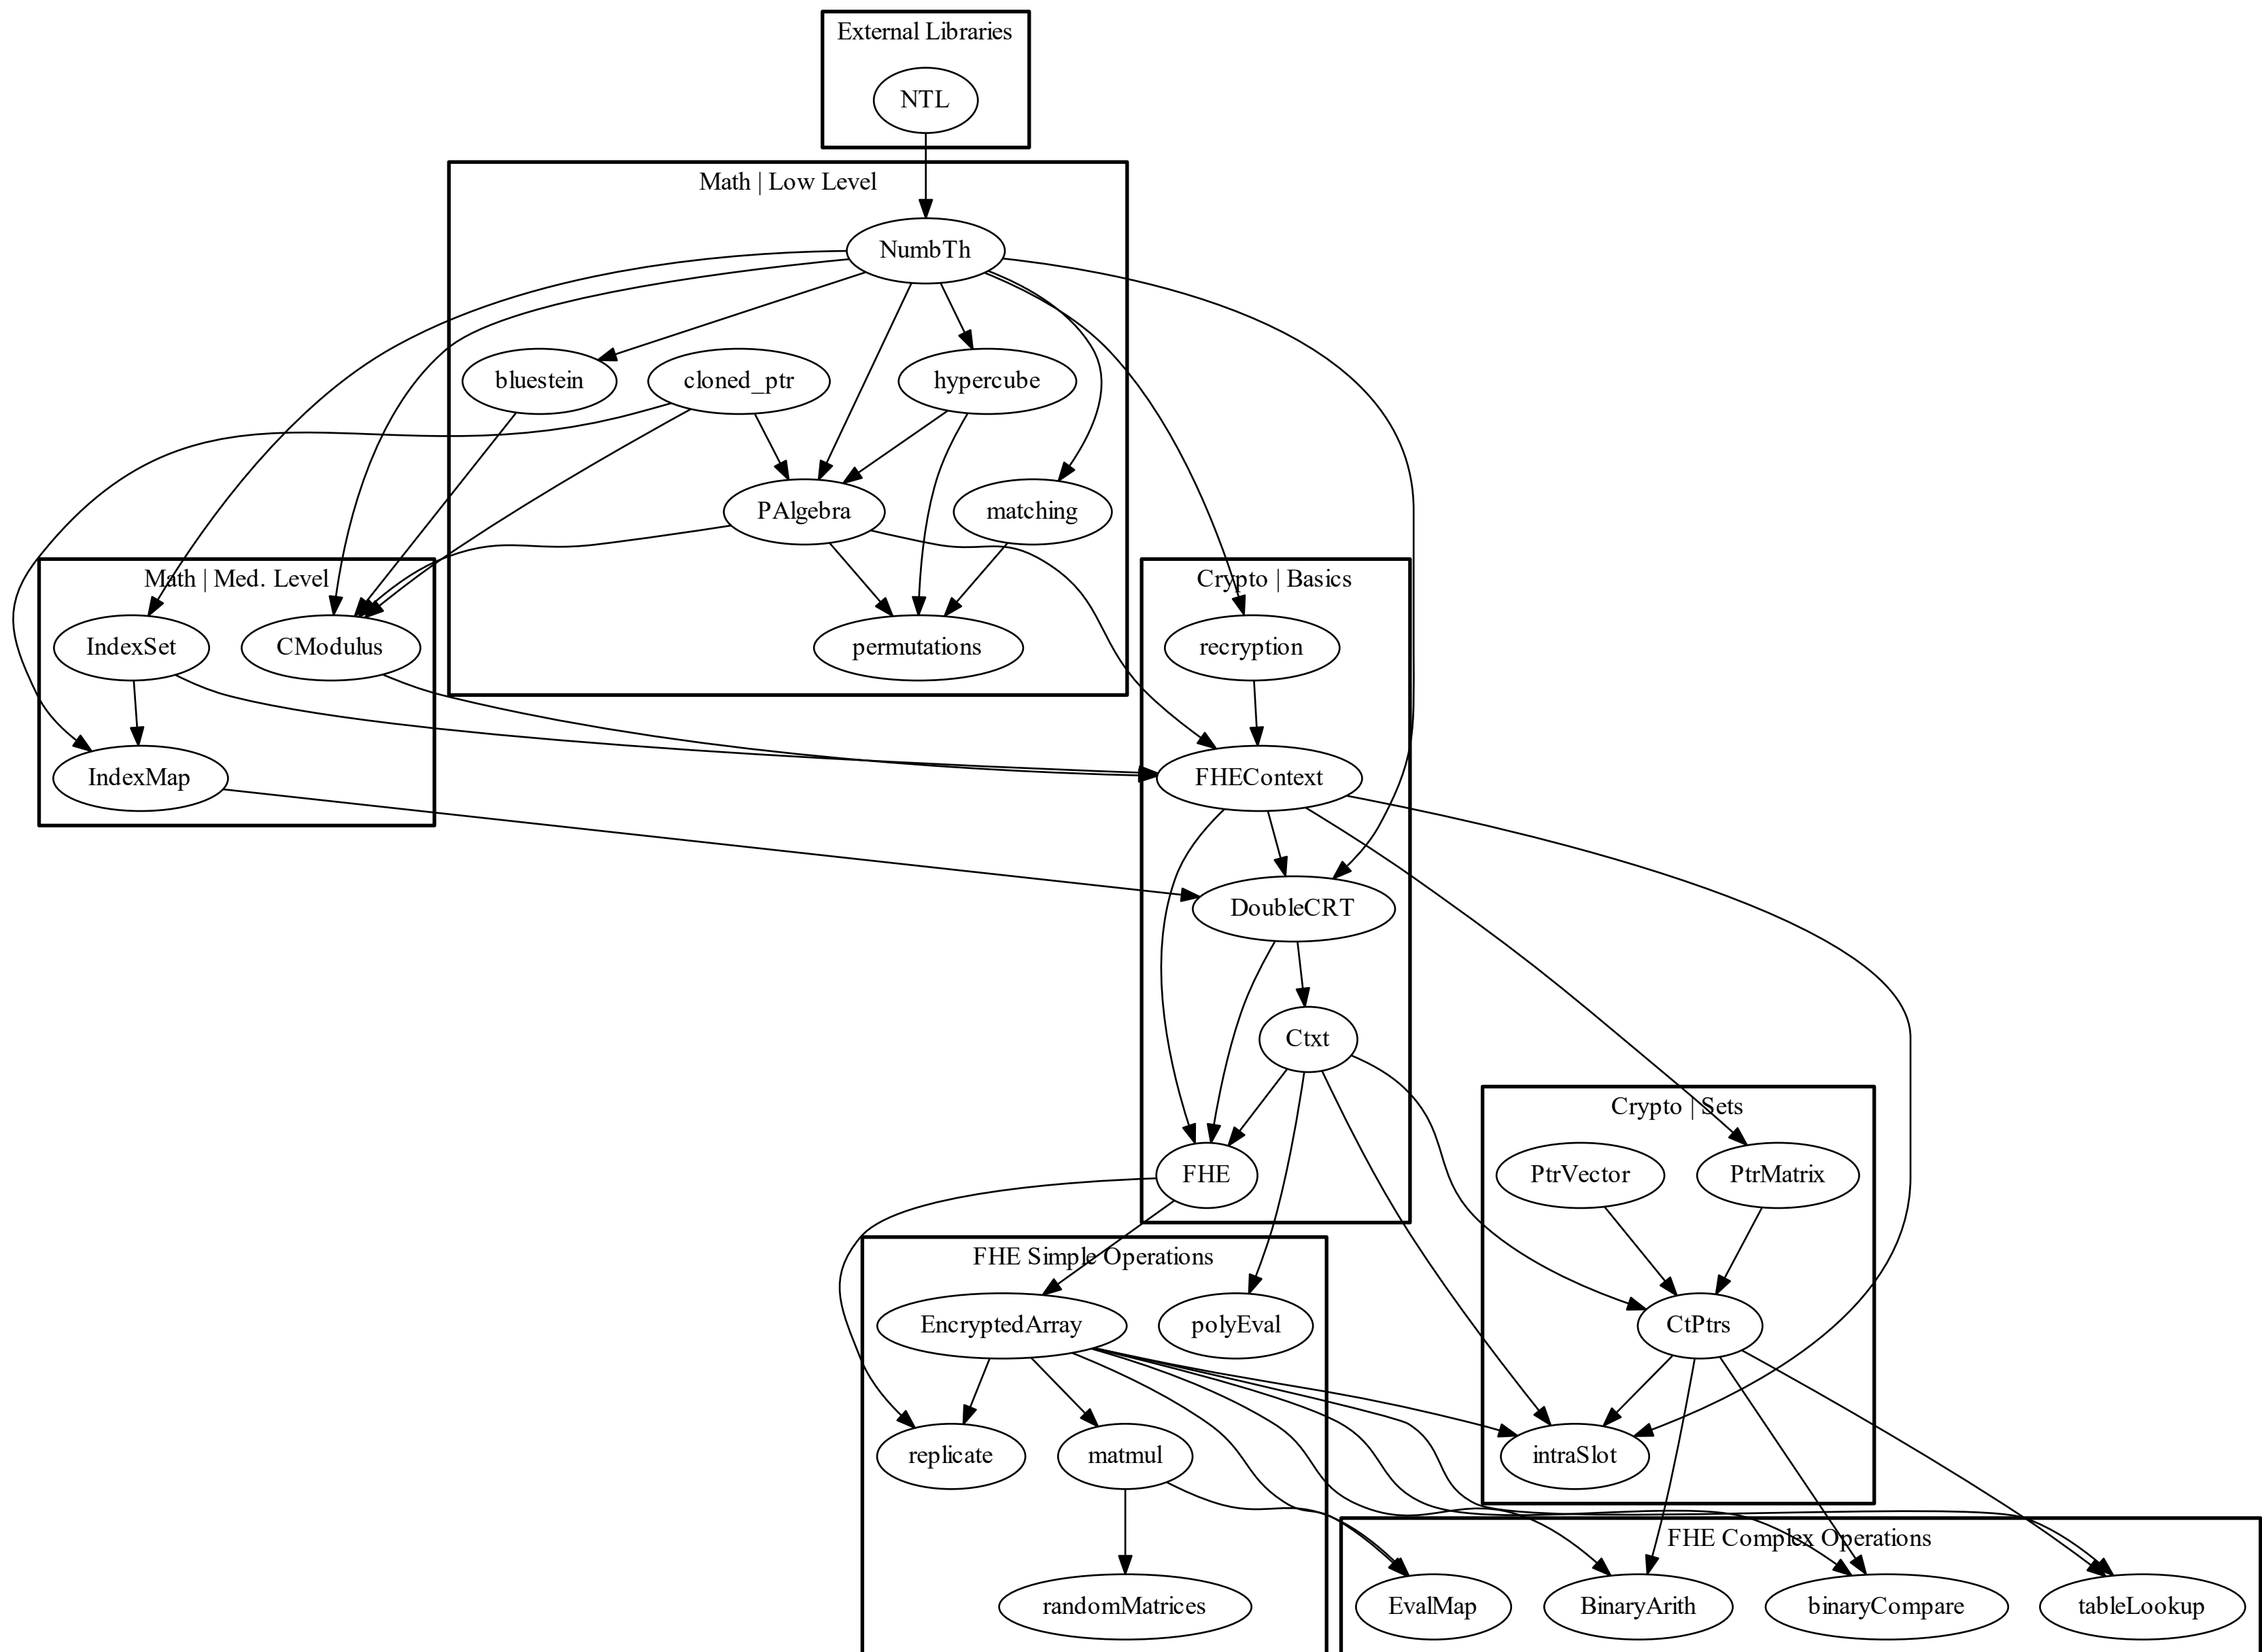 External Libraries
NTL
Math | Low Level
NumbTh
bluestein
cloned_ptr
hypercube
PAlgebra
matching
permutations
Math | Med. Level
IndexSet
CModulus
IndexMap
Crypto | Basics
recryption
FHEContext
DoubleCRT
Ctxt
FHE
Crypto | Sets
PtrVector
PtrMatrix
CtPtrs
intraSlot
FHE Simple Operations
EncryptedArray
polyEval
replicate
matmul
randomMatrices
FHE Complex Operations
EvalMap
BinaryArith
binaryCompare
tableLookup